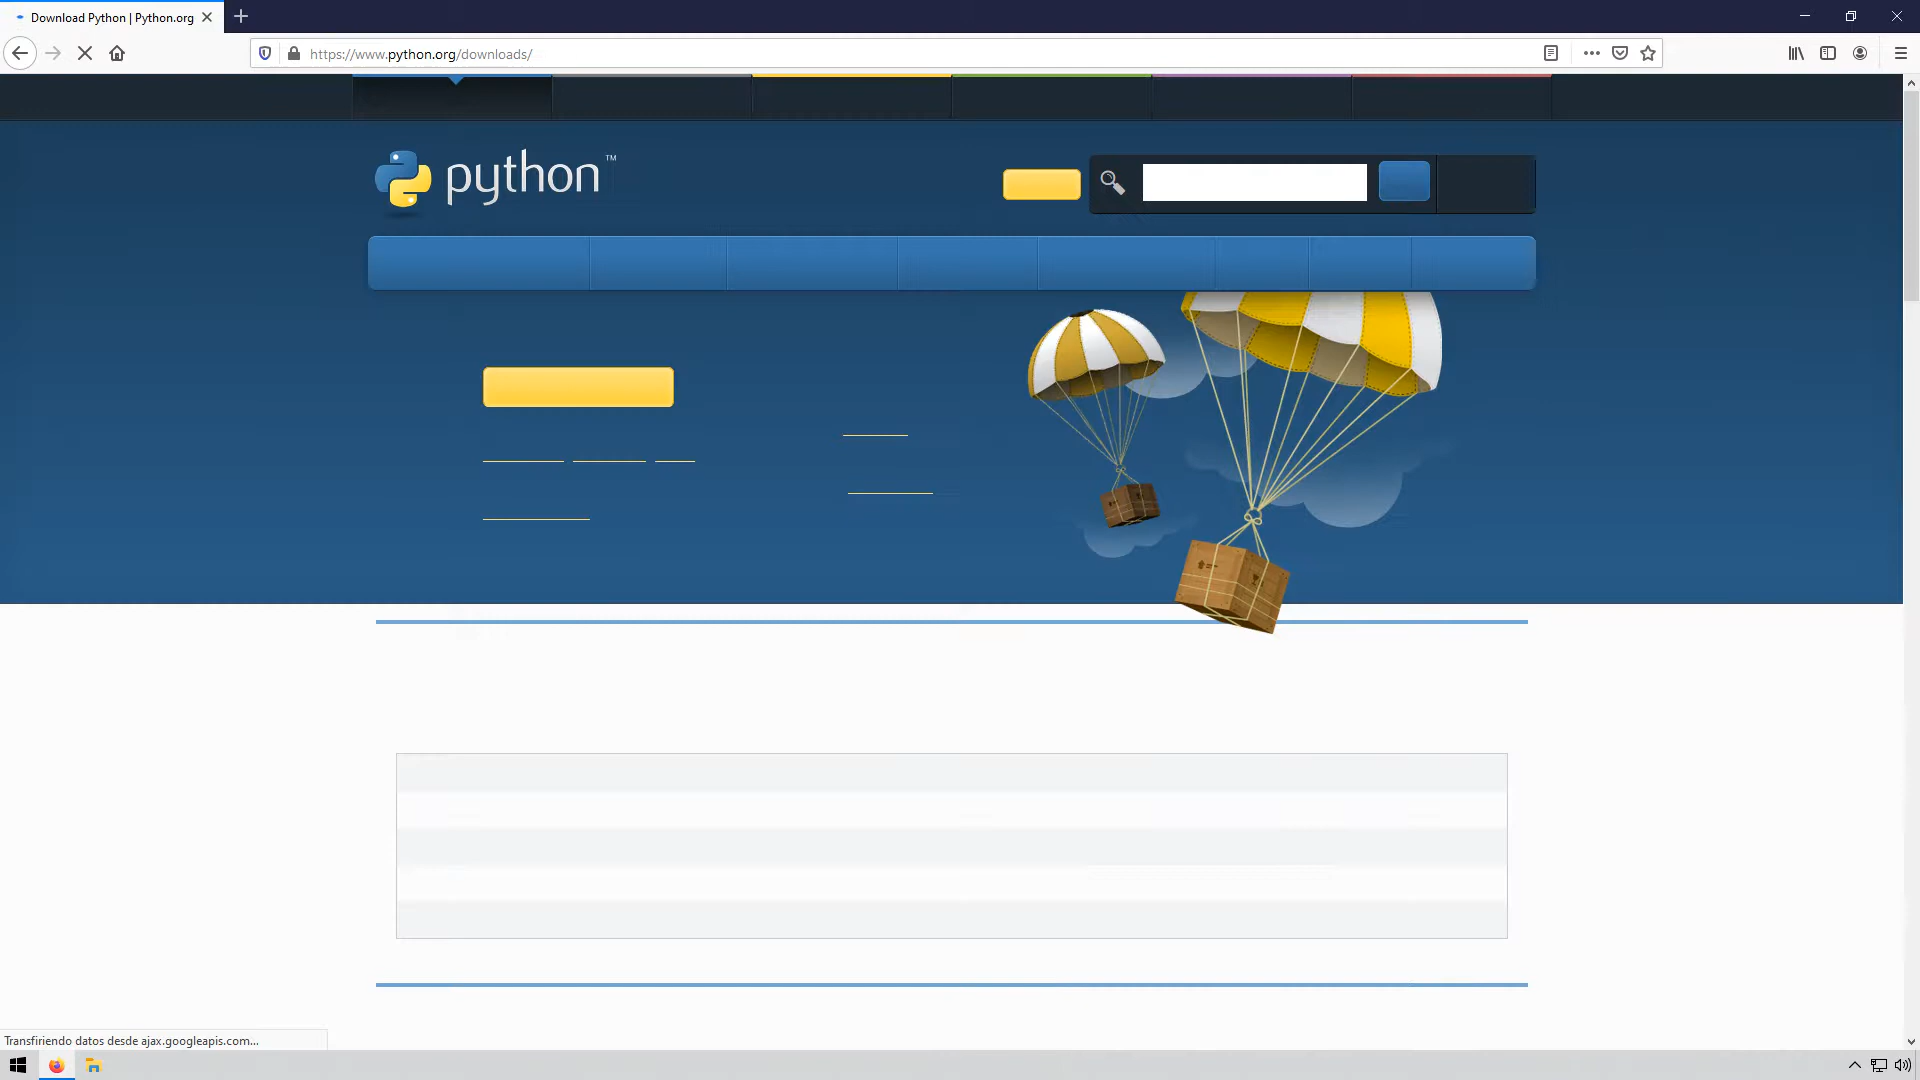 Download Python | Python.org
https://www.python.org/downloads/
python™
Transfiriendo datos desde ajax.googleapis.com...